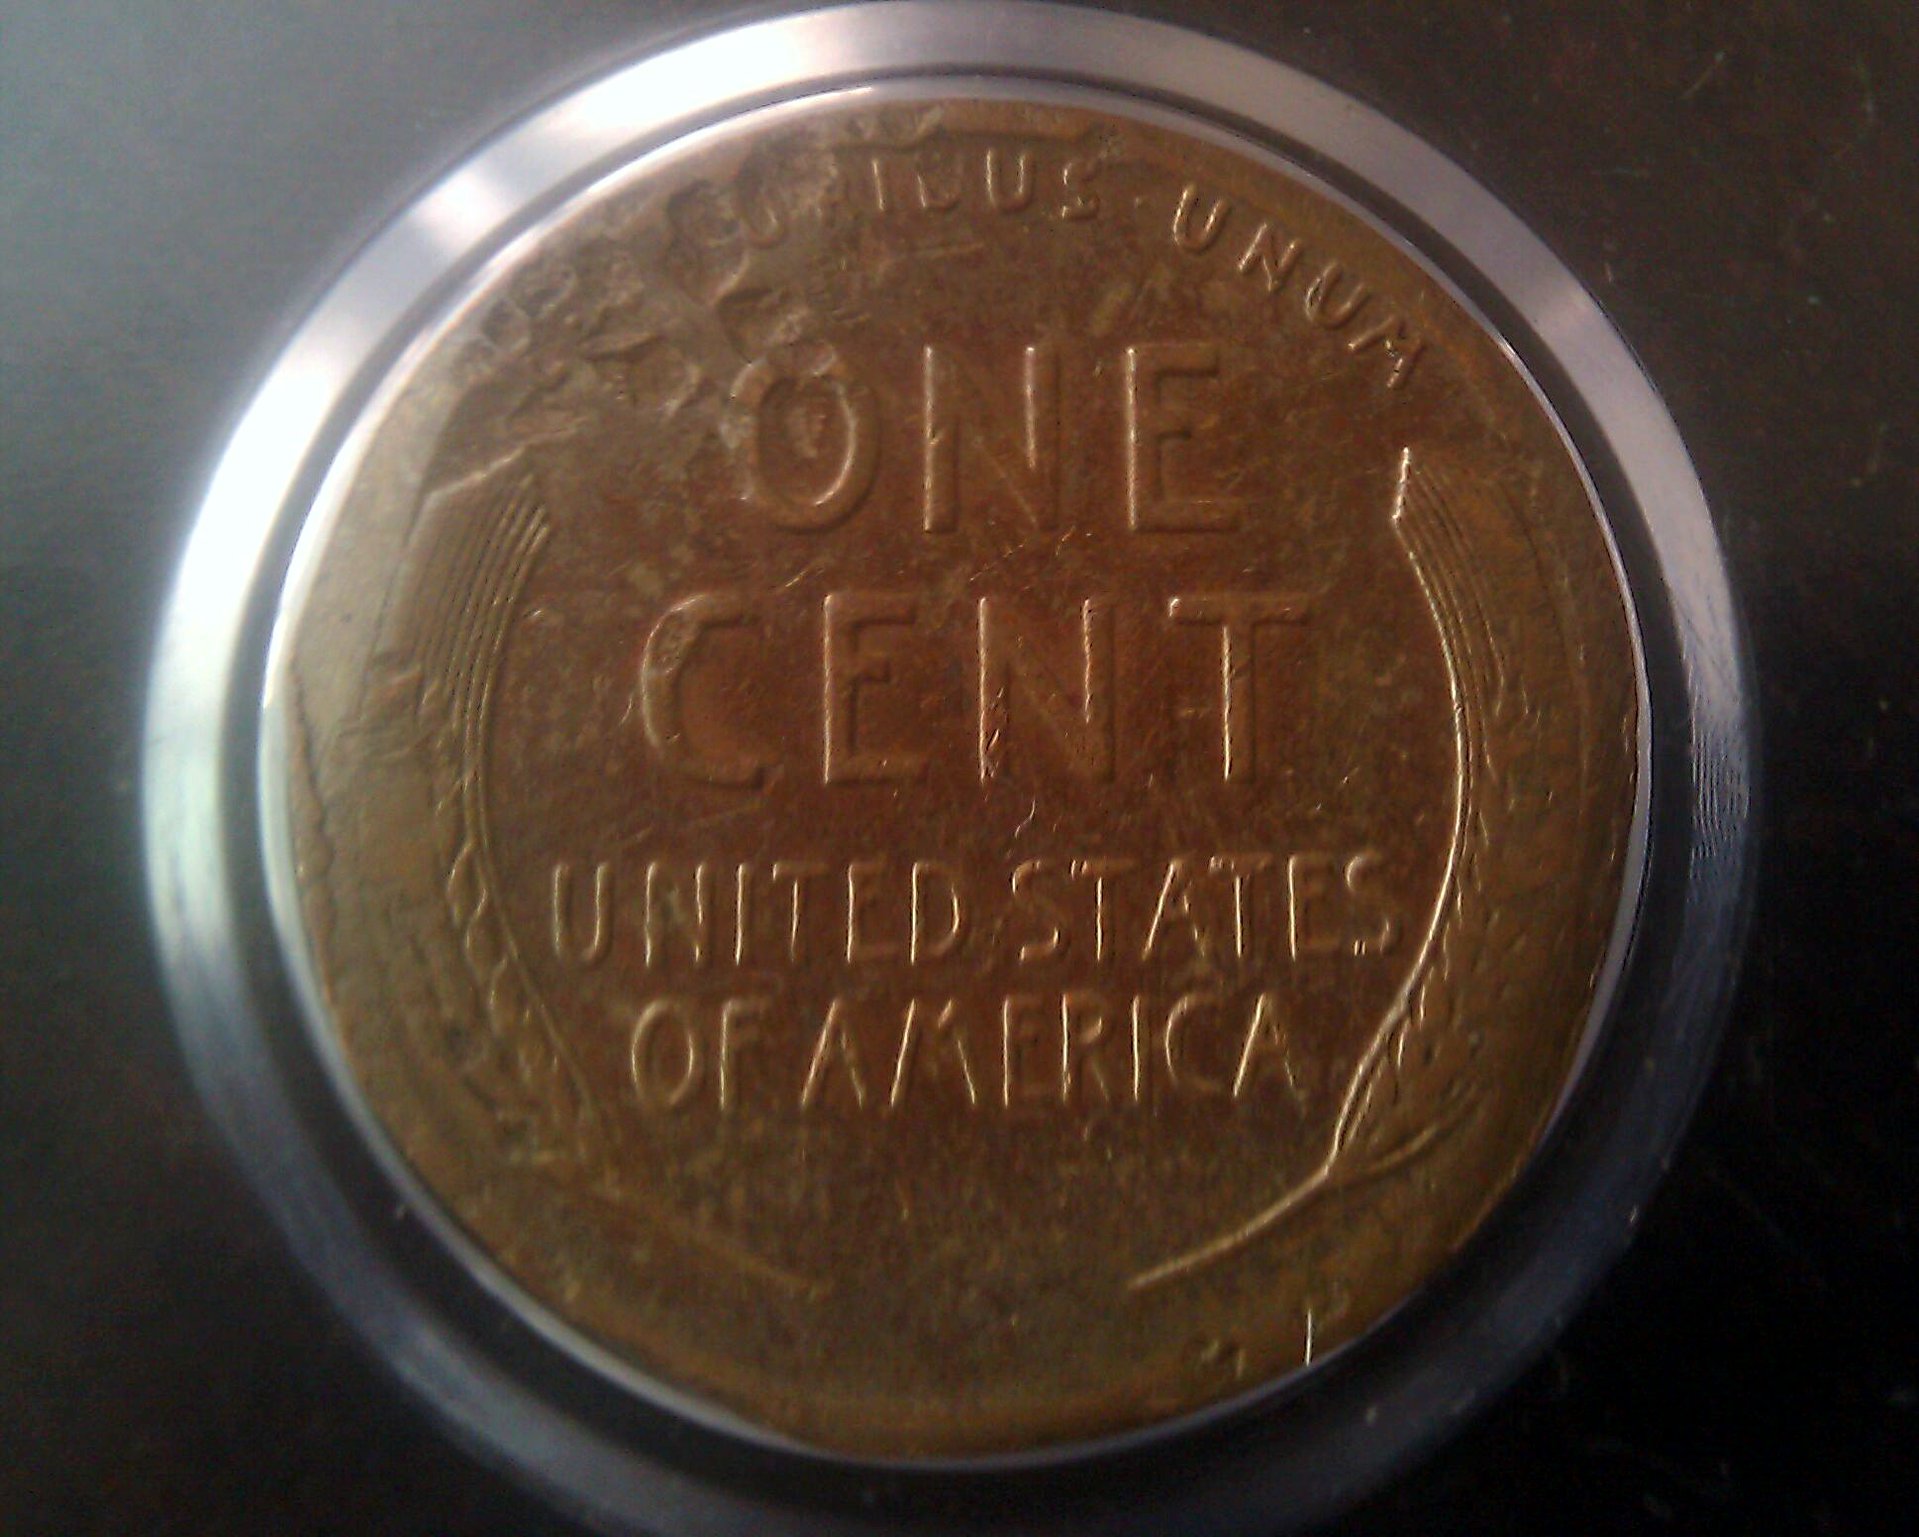 UNUM
ONE
CENT
UNITED STATES
OF AMERICA